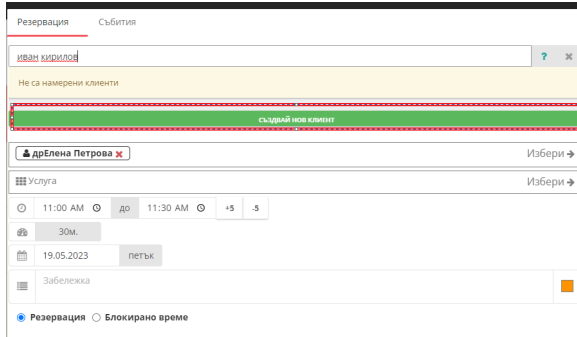 Резервация Събития
иван кирилов ?
Не са намерени клиенти
СЪЗДАЙ НОВ КЛИЕНТ
дрЕлена Петрова Избери
Услуга Избери
11:00 AM до 11:30 AM +5 -5
30м.
19.05.2023 петък
Забележка
Резервация Блокирано време